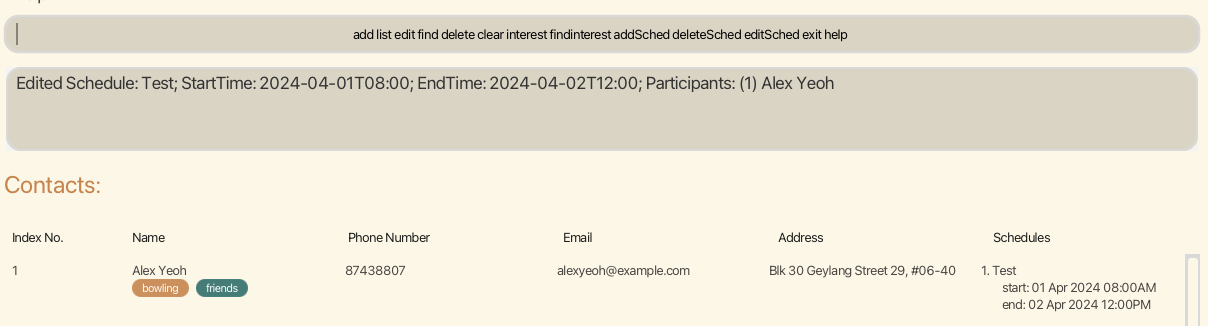 add list edit find delete clear interest findinterest addSched deleteSched editSched exit help
Edited Schedule: Test; StartTime: 2024-04-01T08:00; EndTime: 2024-04-02T12:00; Participants: (1) Alex Yeoh
Contacts:
Index No. Name Phone Number Email Address Schedules
1 Alex Yeoh 87438807 alexyeoh@example.com Blk 30 Geylang Street 29, #06-40 1. Test
bowling friends start: 01 Apr 2024 08:00AM
end: 02 Apr 2024 12:00PM